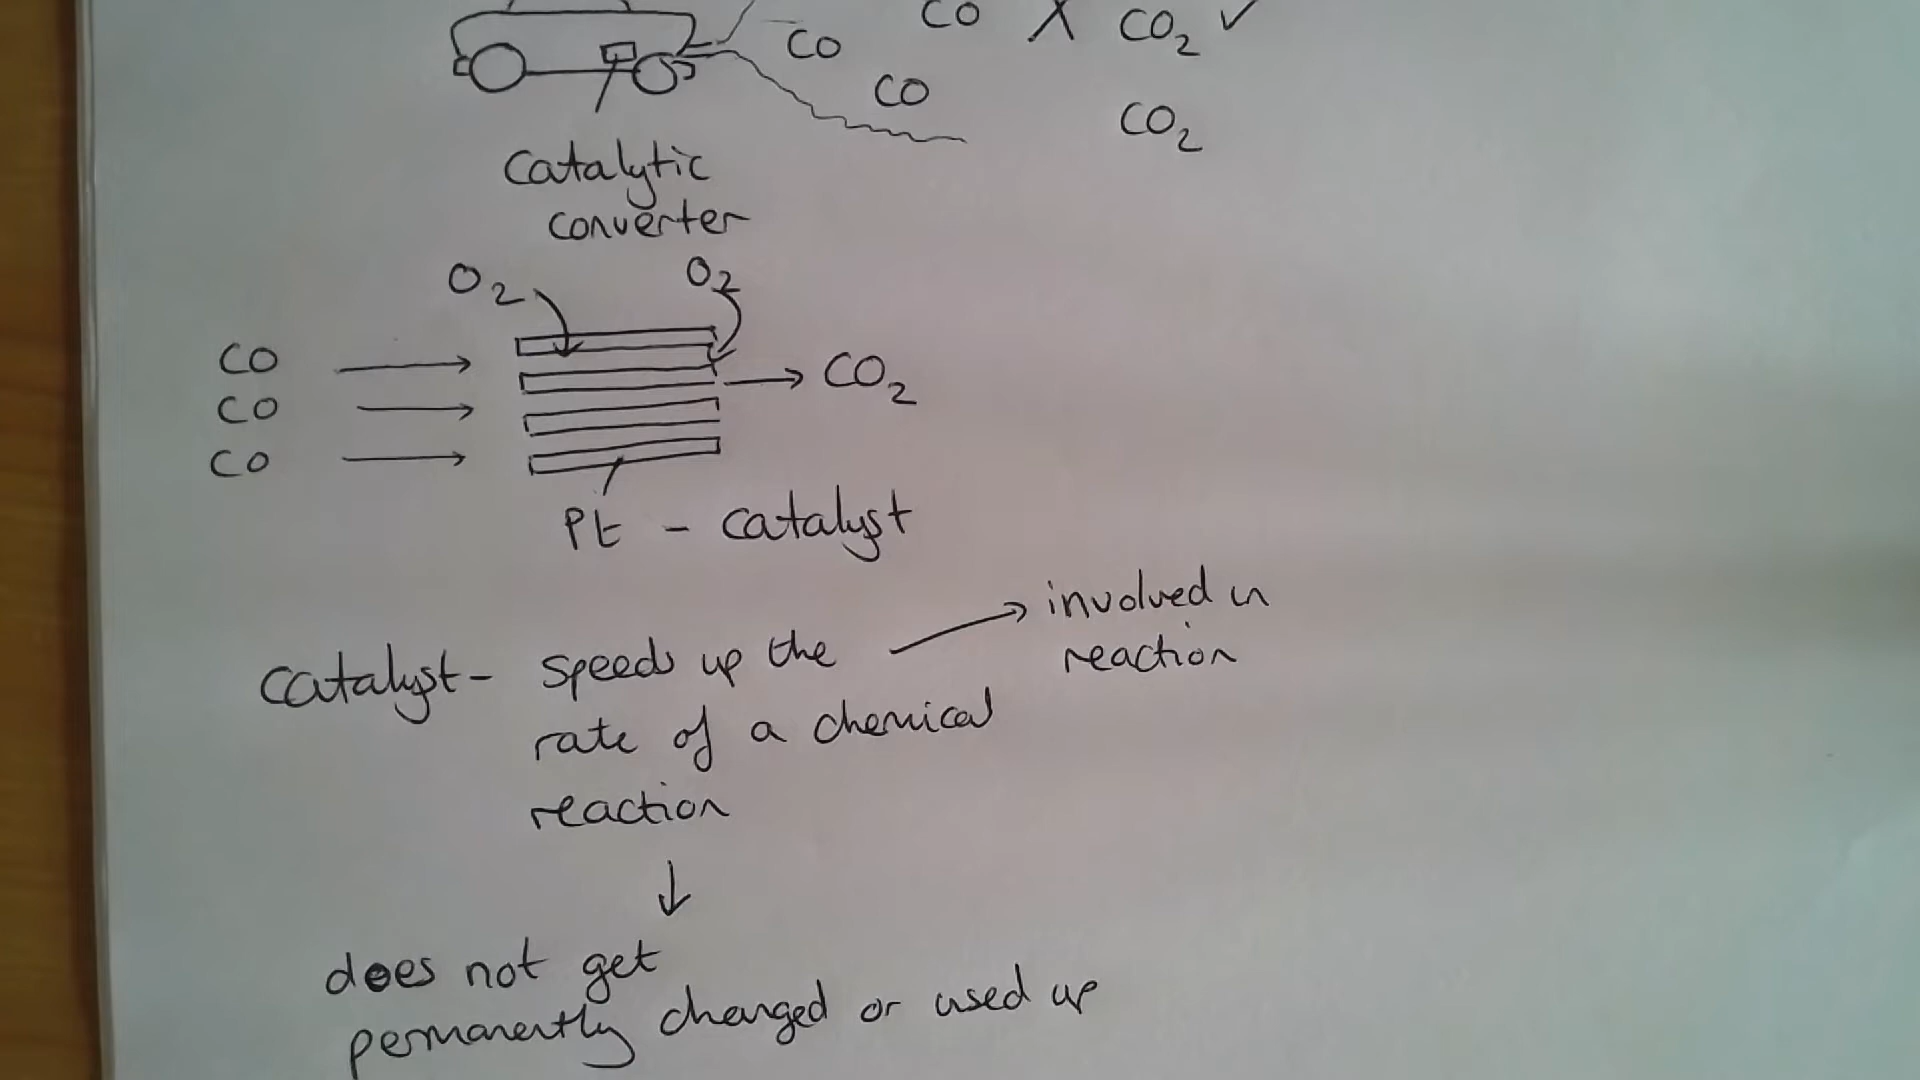 CO X CO₂ ✓
CO
CO
CO₂
Catalytic
converter
O₂ O₂
CO
CO
CO
CO₂
Pt - catalyst
catalyst - speeds up the
rate of a chemical
reaction
involved in
reaction
does not get
permanently changed or used up